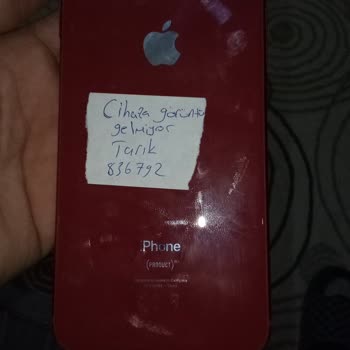 Cihaza görüntü
gelmiyor
Tarık
836792
iPhone
(PRODUCT)